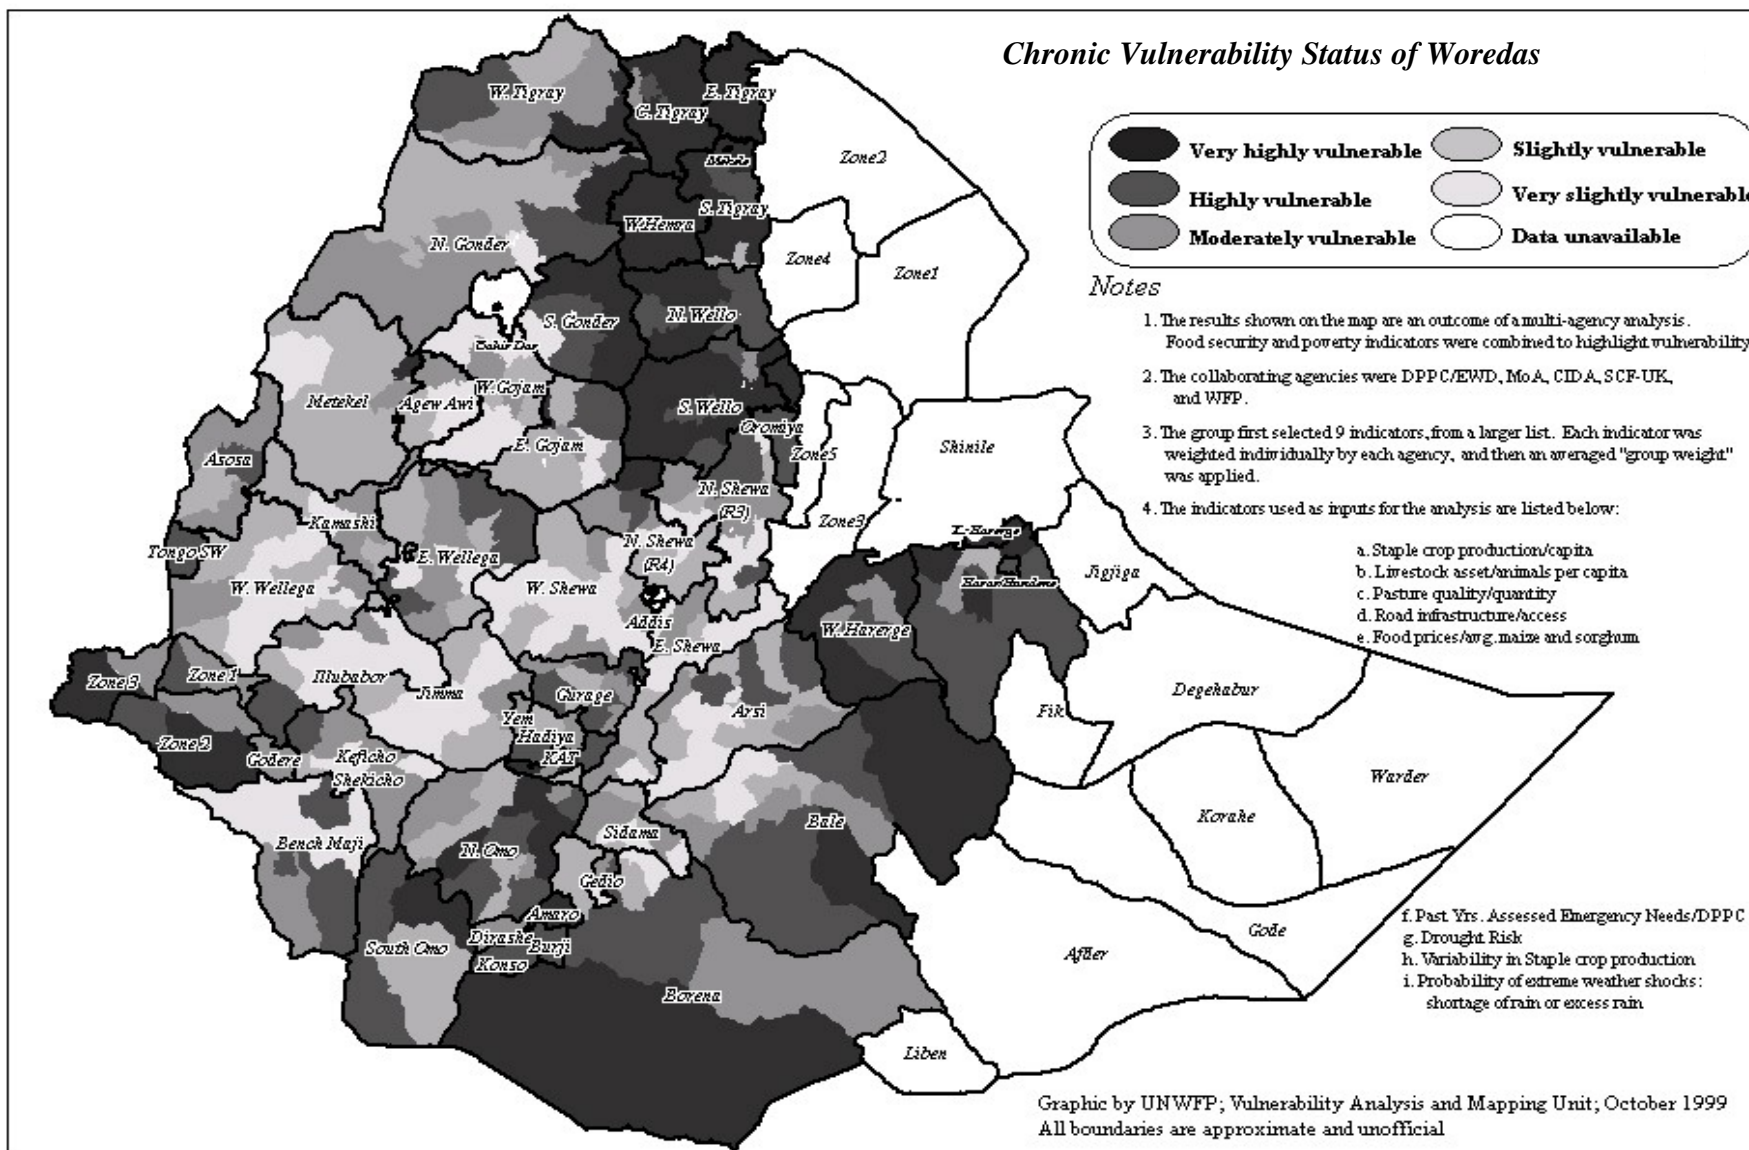 Chronic Vulnerability Status of Woredas
Very highly vulnerable
Slightly vulnerable
Highly vulnerable
Very slightly vulnerable
Moderately vulnerable
Data unavailable
Notes
1. The results shown on the map are an outcome of a multi-agency analysis.
Food security and poverty indicators were combined to highlight vulnerability
2. The collaborating agencies were DPPC/EWD, MoA, CIDA, SCF-UK,
and WFP.
3. The group first selected 9 indicators, from a larger list. Each indicator was
weighted individually by each agency, and then an averaged "group weight"
was applied.
4. The indicators used as inputs for the analysis are listed below:
a. Staple crop production/capita
b. Livestock asset/animals per capita
c. Pasture quality/quantity
d. Road infrastructure/access
e. Food prices/avg. maize and sorghum
f. Past Yrs. Assessed Emergency Needs/DPPC
g. Drought Risk
h. Variability in Staple crop production
i. Probability of extreme weather shocks:
shortage of rain or excess rain
W. Tigray
C. Tigray
E. Tigray
Mekele
S. Tigray
Zone2
Zone4
Zone1
N. Gonder
W.Hemra
S. Gonder
N. Wello
Bahir Dar
Metekel
Agew Awi
W. Gojam
S. Wello
Oromiya
E. Gojam
Zone5
Shinile
Asosa
N. Shewa
(R3)
Zone3
Kamashi
Tongo SW
E. Wellega
N. Shewa
(R4)
E. Harerge
Jigjiga
W. Wellega
W. Shewa
Addis
E. Shewa
W. Harerge
Zone 3
Zone 1
Illubabor
Jimma
Gurage
Arsi
Fik
Degehabur
Yem
Hadiya
KAT
Zone 2
Godere
Keficho
Shekicho
Warder
Korahe
Bench Maji
N. Omo
Sidama
Bale
Gedio
Amaro
Dirashe
Burji
Konso
South Omo
Borena
Afder
Gode
Liben
Graphic by UNWFP; Vulnerability Analysis and Mapping Unit; October 1999
All boundaries are approximate and unofficial